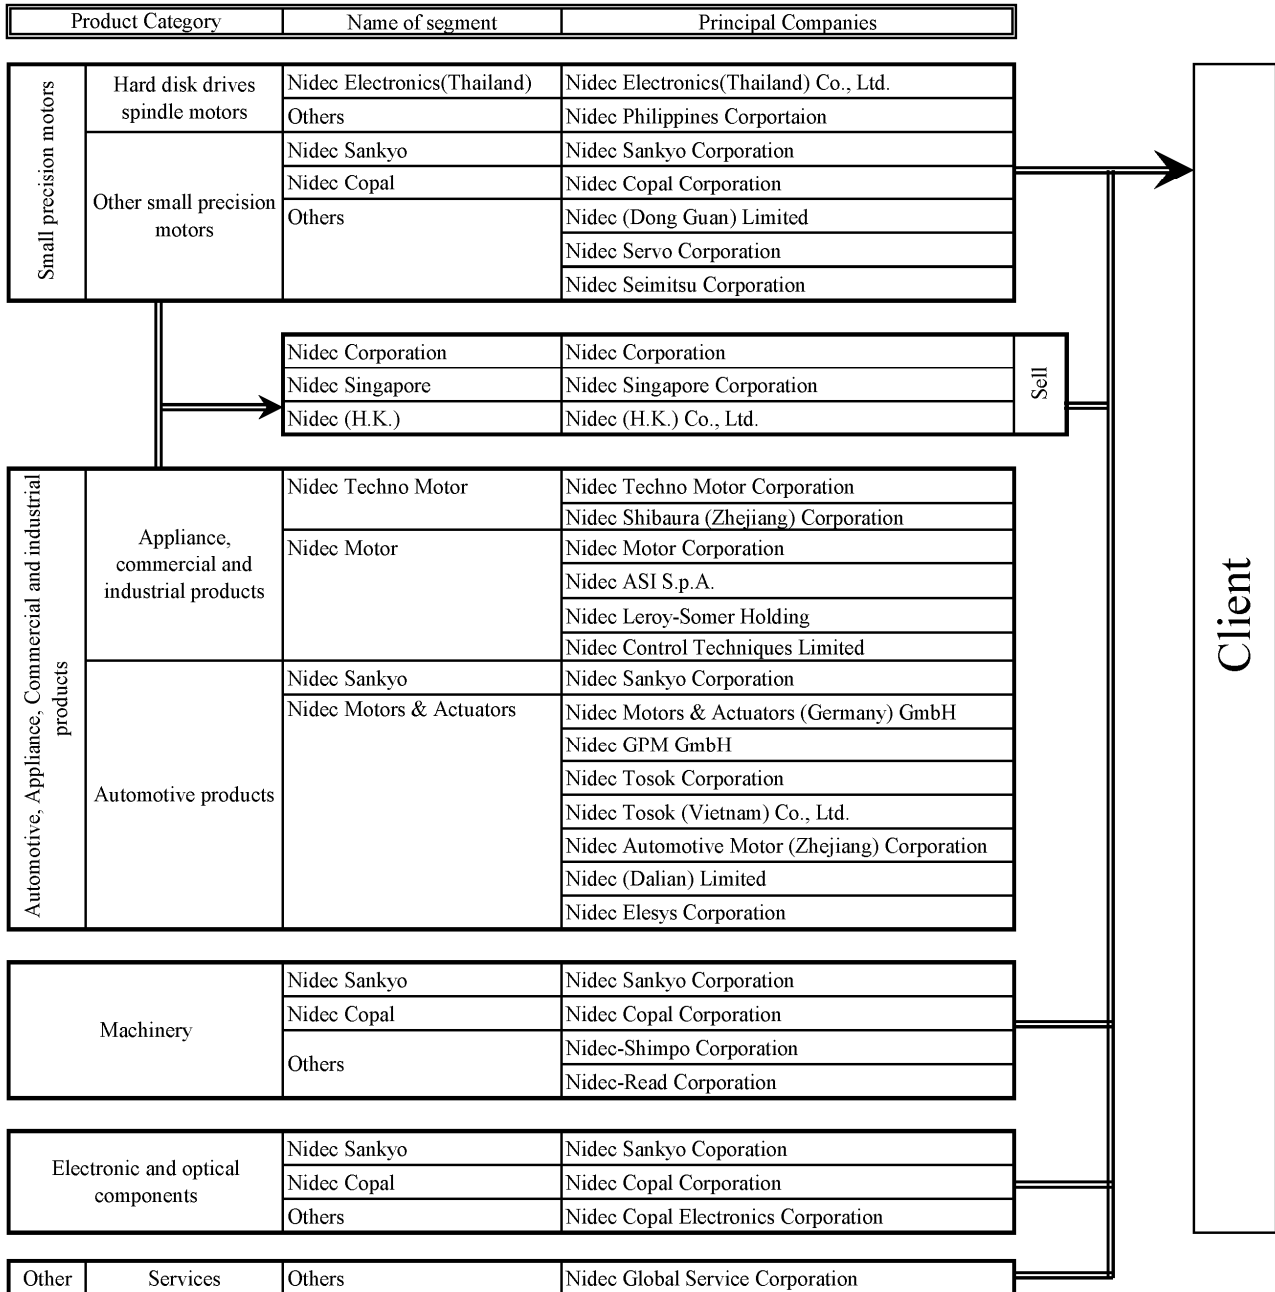 Product Category Name of segment Principal Companies
Small precision motors
Hard disk drives
spindle motors
Nidec Electronics(Thailand) Nidec Electronics(Thailand) Co., Ltd.
Others Nidec Philippines Corportaion
Other small precision
motors
Nidec Sankyo Nidec Sankyo Corporation
Nidec Copal Nidec Copal Corporation
Others Nidec (Dong Guan) Limited
Nidec Servo Corporation
Nidec Seimitsu Corporation
Nidec Corporation Nidec Corporation
Nidec Singapore Nidec Singapore Corporation
Nidec (H.K.) Nidec (H.K.) Co., Ltd.
Sell
Automotive, Appliance, Commercial and industrial
products
Appliance,
commercial and
industrial products
Nidec Techno Motor Nidec Techno Motor Corporation
Nidec Shibaura (Zhejiang) Corporation
Nidec Motor Nidec Motor Corporation
Nidec ASI S.p.A.
Nidec Leroy-Somer Holding
Nidec Control Techniques Limited
Automotive products
Nidec Sankyo Nidec Sankyo Corporation
Nidec Motors & Actuators Nidec Motors & Actuators (Germany) GmbH
Nidec GPM GmbH
Nidec Tosok Corporation
Nidec Tosok (Vietnam) Co., Ltd.
Nidec Automotive Motor (Zhejiang) Corporation
Nidec (Dalian) Limited
Nidec Elesys Corporation
Machinery
Nidec Sankyo Nidec Sankyo Corporation
Nidec Copal Nidec Copal Corporation
Others Nidec-Shimpo Corporation
Nidec-Read Corporation
Electronic and optical
components
Nidec Sankyo Nidec Sankyo Coporation
Nidec Copal Nidec Copal Corporation
Others Nidec Copal Electronics Corporation
Other Services Others Nidec Global Service Corporation
Client